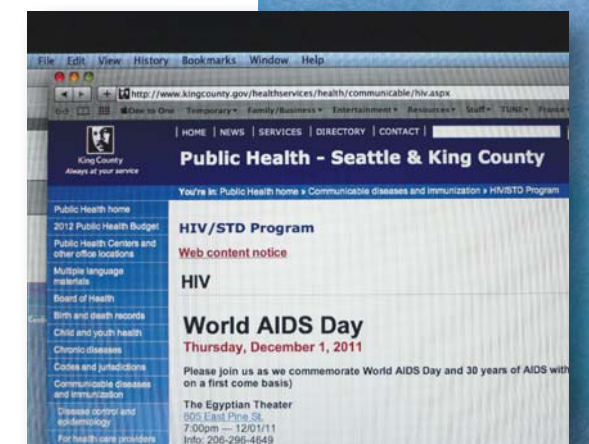 File Edit View History Bookmarks Window Help
http://www.kingcounty.gov/healthservices/health/communicable/hiv.aspx
Temporary Family/Business Entertainment Resources Staff TUNE France
HOME | NEWS | SERVICES | DIRECTORY | CONTACT |
King County
Always at your service
Public Health - Seattle & King County
You're in: Public Health home » Communicable diseases and immunization » HIV/STD Program
Public Health home
2012 Public Health Budget
Public Health Centers and
other office locations
Multiple language
materials
Board of Health
Birth and death records
Child and youth health
Chronic diseases
Codes and jurisdictions
Communicable diseases
and immunization
Disease control and
epidemiology
For health care providers
HIV/STD Program
Web content notice
HIV
World AIDS Day
Thursday, December 1, 2011
Please join us as we commemorate World AIDS Day and 30 years of AIDS with
on a first come basis)
The Egyptian Theater
805 East Pine St.
7:00pm — 12/01/11
Info: 206-296-4649